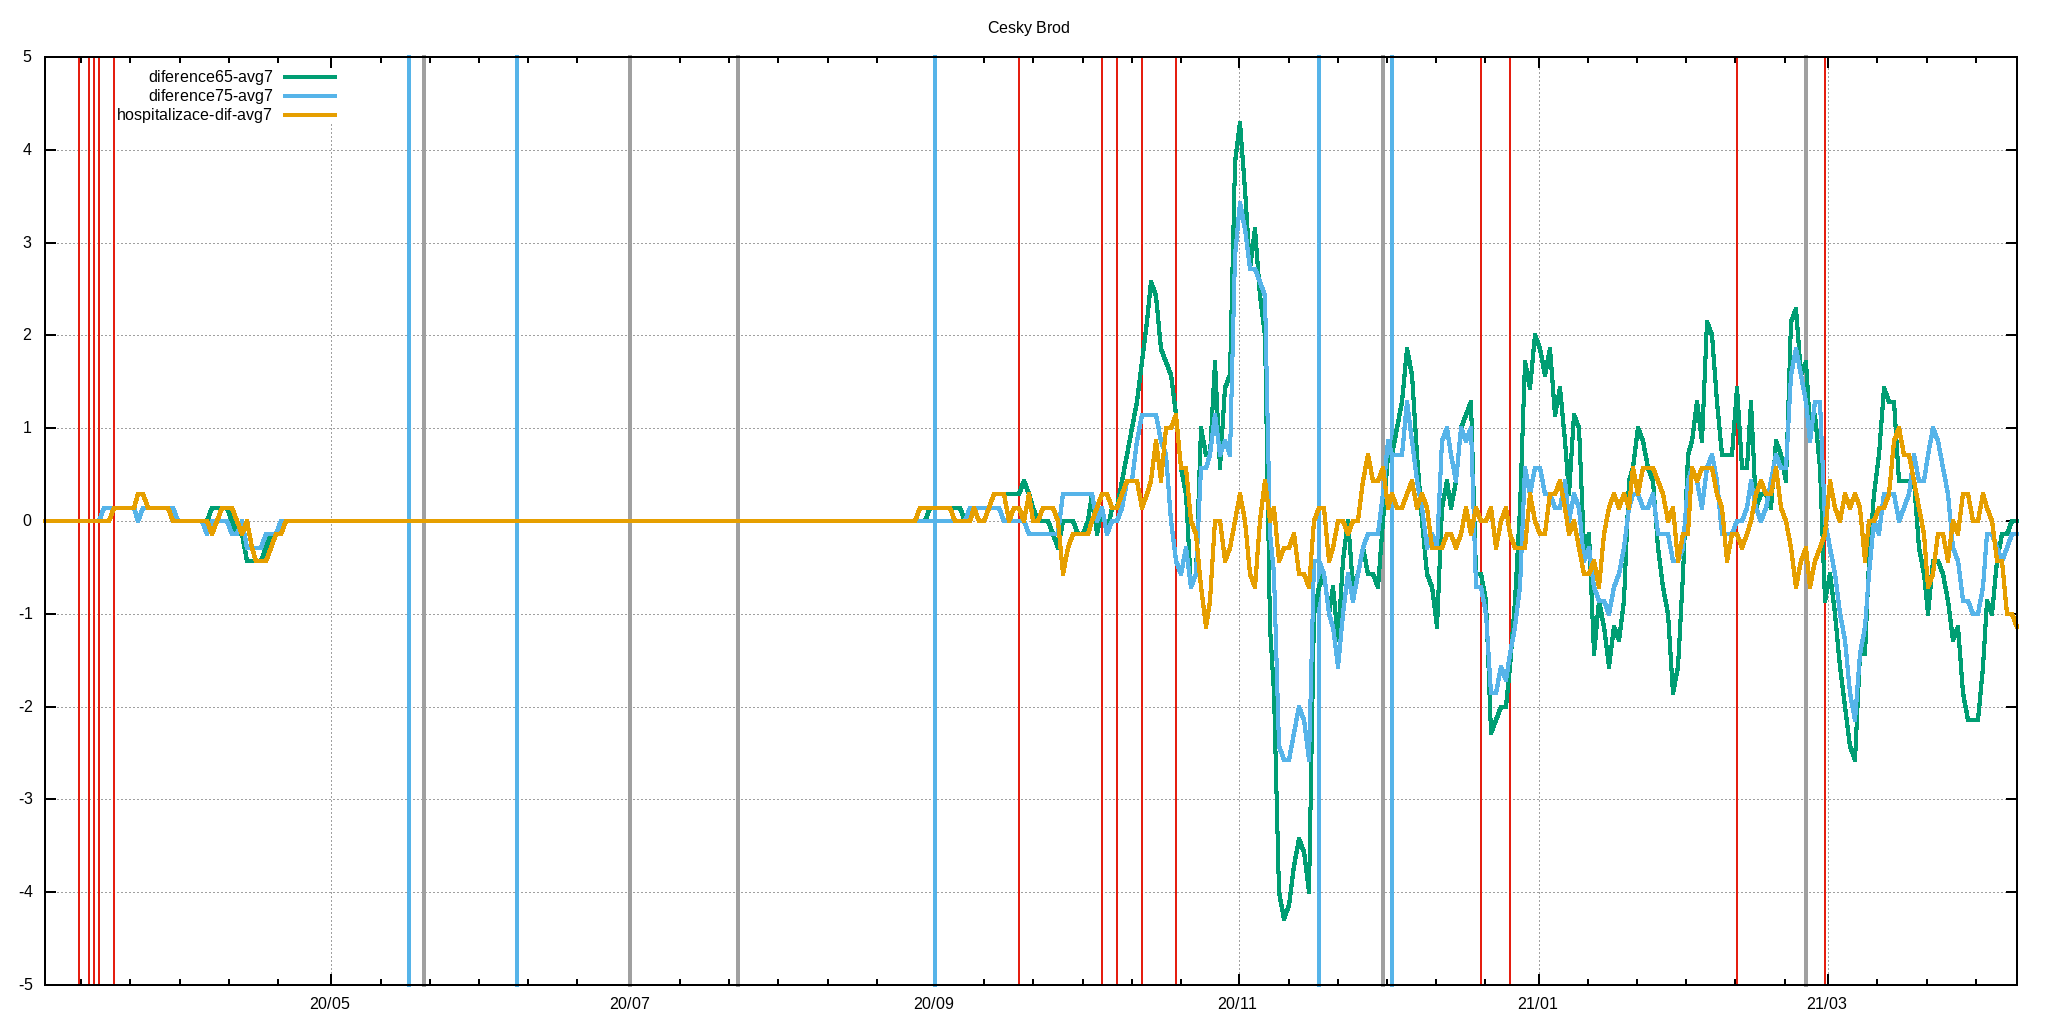 Cesky Brod
diference65-avg7
diference75-avg7
hospitalizace-dif-avg7
5
4
3
2
1
0
-1
-2
-3
-4
-5
20/05 20/07 20/09 20/11 21/01 21/03